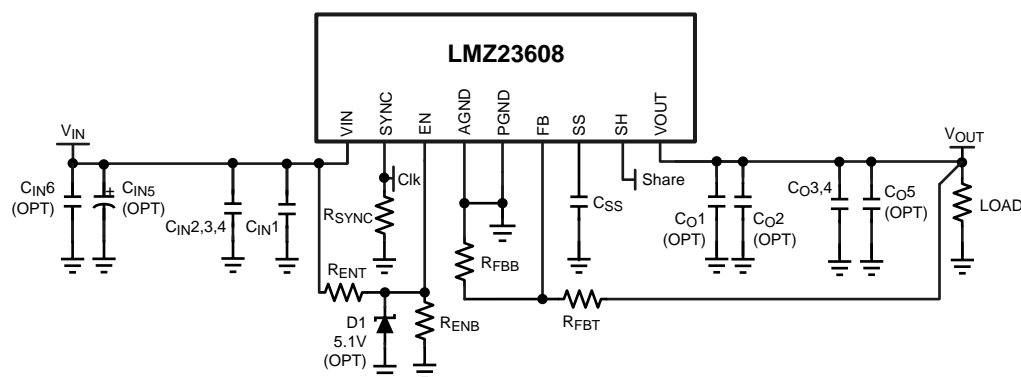 LMZ23608
VIN
SYNC
EN
AGND
PGND
FB
SS
SH
VOUT
VIN
VOUT
Clk
Share
CIN6
(OPT)
CIN5
(OPT)
+
CIN2,3,4
CIN1
RSYNC
CSS
CO1
(OPT)
CO2
(OPT)
CO3,4
CO5
(OPT)
LOAD
RFBB
RENT
RFBT
D1
5.1V
(OPT)
RENB